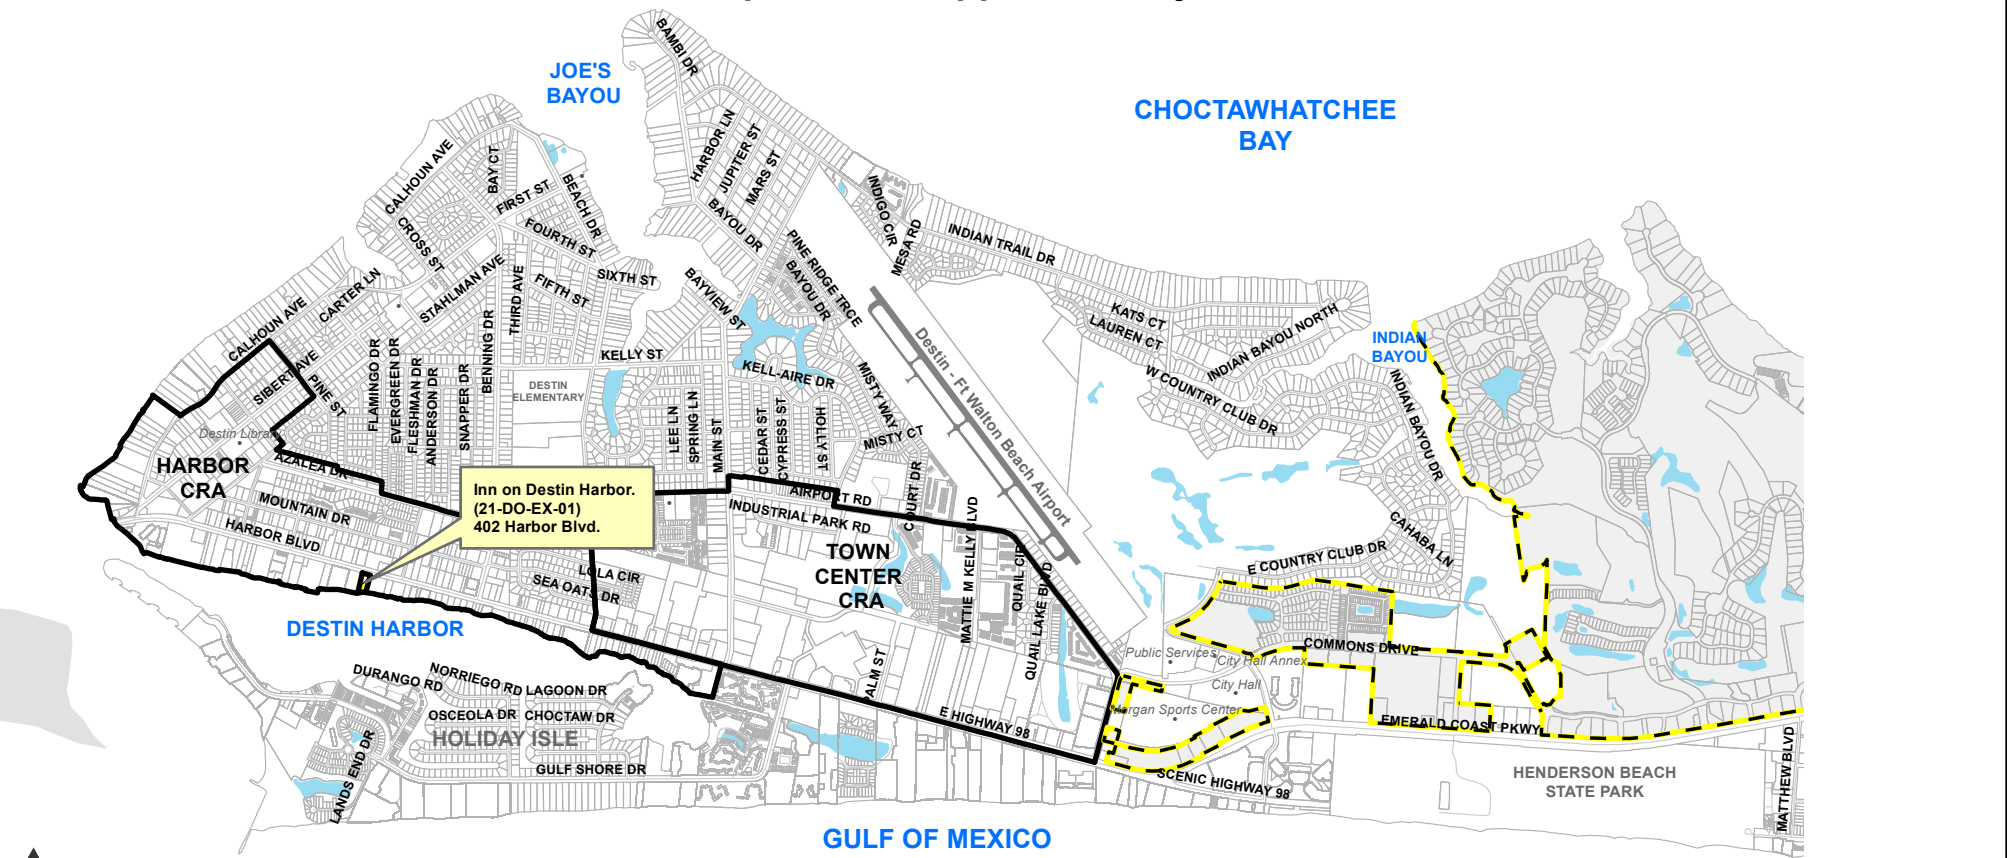 JOE'S
BAYOU
CHOCTAWHATCHEE
BAY
BAMBI DR
HARBOR LN
JUPITER ST
MARS ST
CALHOUN AVE
BAY CT
FIRST ST
BEACH DR
BAYOU DR
INDIGO CIR
MESA RD
INDIAN TRAIL DR
CROSS ST
FOURTH ST
SIXTH ST
FIFTH ST
THIRD AVE
STAHLMAN AVE
CARTER LN
CALHOUN AVE
BAYVIEW ST
PINE RIDGE TRCE
BAYOU DR
KATS CT
LAUREN CT
INDIAN BAYOU NORTH
INDIAN
BAYOU
Destin - Ft Walton Beach Airport
SIBERT AVE
PINE ST
FLAMINGO DR
EVERGREEN DR
FLESHMAN DR
ANDERSON DR
SNAPPER DR
BENNING DR
KELLY ST
DESTIN
ELEMENTARY
KELL-AIRE DR
MISTY WAY
MISTY CT
W COUNTRY CLUB DR
INDIAN BAYOU DR
LEE LN
SPRING LN
MAIN ST
CEDAR ST
CYPRESS ST
HOLLY ST
Destin Library
HARBOR
CRA
AZALEA DR
MOUNTAIN DR
HARBOR BLVD
Inn on Destin Harbor.
(21-DO-EX-01)
402 Harbor Blvd.
AIRPORT RD
INDUSTRIAL PARK RD
COURT DR
TOWN
CENTER
CRA
MATTIE M KELLY BLVD
QUAIL CIR
QUAIL LAKE BLVD
CAHABA LN
E COUNTRY CLUB DR
LOLA CIR
SEA OATS DR
DESTIN HARBOR
COMMONS DRIVE
Public Services
City Hall Annex
City Hall
Morgan Sports Center
PALM ST
E HIGHWAY 98
EMERALD COAST PKWY
SCENIC HIGHWAY 98
DURANGO RD
NORRIEGO RD
LAGOON DR
OSCEOLA DR
CHOCTAW DR
HOLIDAY ISLE
GULF SHORE DR
LANDS END DR
HENDERSON BEACH
STATE PARK
MATTHEW BLVD
GULF OF MEXICO